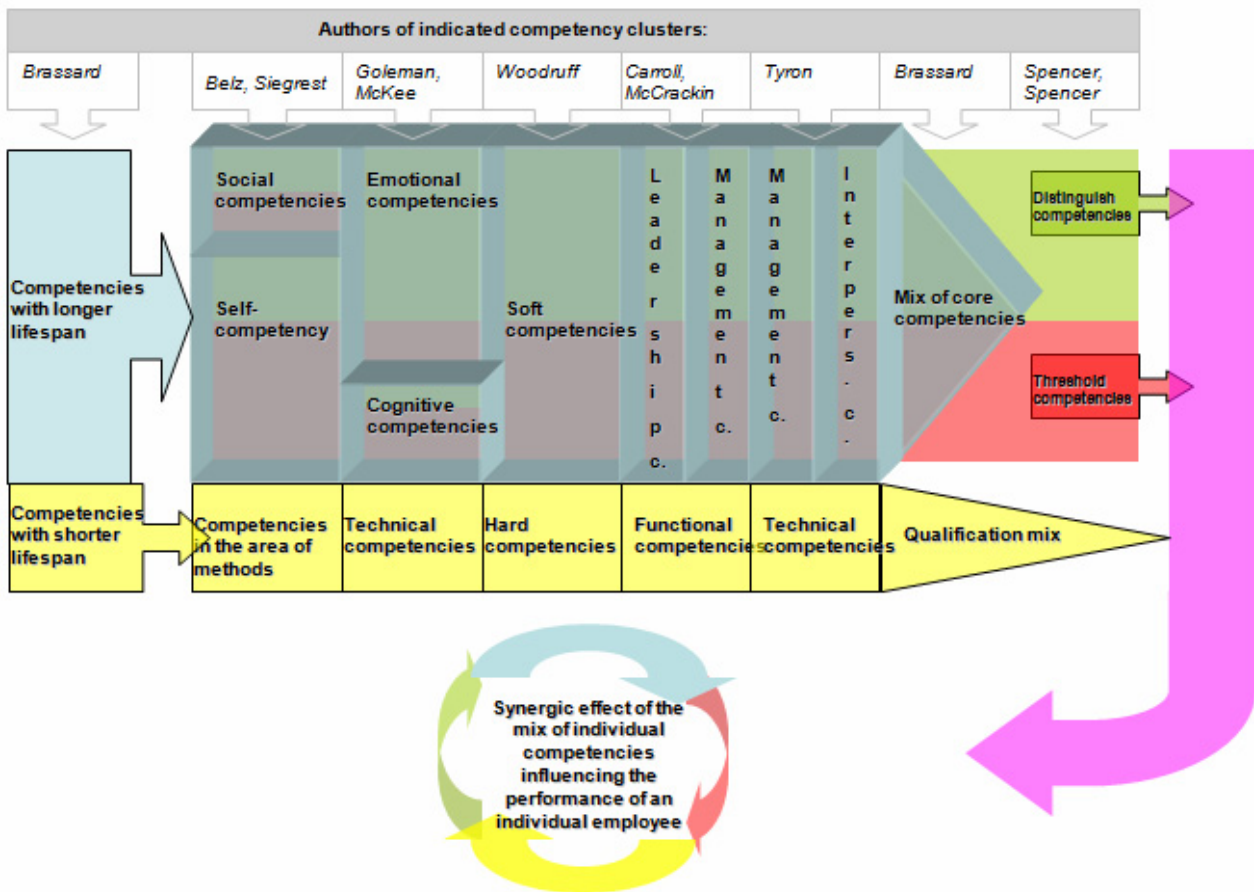 Authors of indicated competency clusters:
Brassard
Belz, Siegrest
Goleman,
McKee
Woodruff
Carroll,
McCrackin
Tyron
Brassard
Spencer,
Spencer
Competencies
with longer
lifespan
Social
competencies
Self-
competency
Emotional
competencies
Cognitive
competencies
Soft
competencies
Leadership c.
Management c.
Management c.
Interpers. c.
Mix of core
competencies
Distinguish
competencies
Threshold
competencies
Competencies
with shorter
lifespan
Competencies
in the area of
methods
Technical
competencies
Hard
competencies
Functional
competencies
Technical
competencies
Qualification mix
Synergic effect of the
mix of individual
competencies
influencing the
performance of an
individual employee